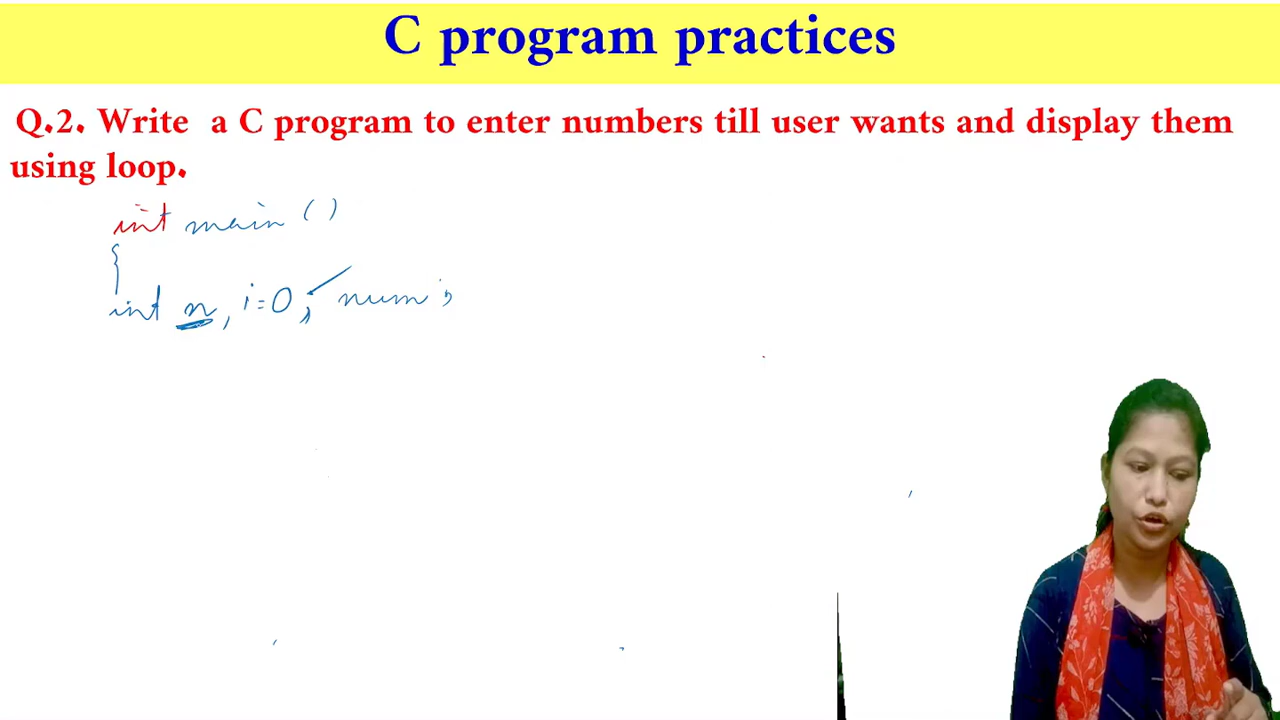 C program practices
Q.2. Write a C program to enter numbers till user wants and display them
using loop.
int main ()
{
int n, i=0, num;